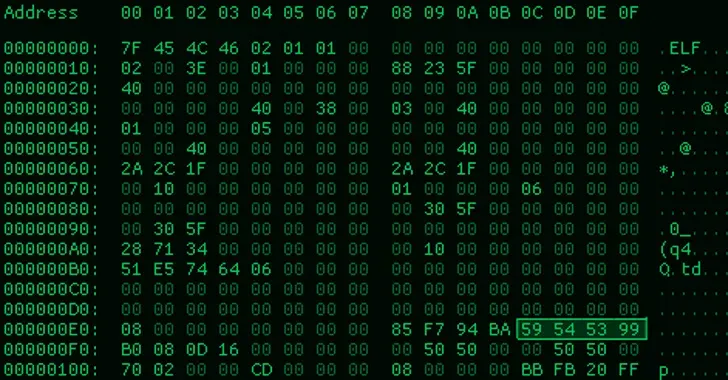 Address 00 01 02 03 04 05 06 07 08 09 0A 0B 0C 0D 0E 0F
00000000: 7F 45 4C 46 02 01 01 00 00 00 00 00 00 00 00 00 .ELF....
00000010: 02 00 3E 00 01 00 00 00 88 23 5F 00 00 00 00 00 ..>.....
00000020: 40 00 00 00 00 00 00 00 00 00 00 00 00 00 00 00 @.......
00000030: 00 00 00 00 40 00 38 00 03 00 40 00 00 00 00 00 ....@.8
00000040: 01 00 00 00 05 00 00 00 00 00 00 00 00 00 00 00 ........
00000050: 00 00 40 00 00 00 00 00 00 00 40 00 00 00 00 00 ..@.....
00000060: 2A 2C 1F 00 00 00 00 00 2A 2C 1F 00 00 00 00 00 *,......
00000070: 00 10 00 00 00 00 00 00 01 00 00 00 06 00 00 00 ........
00000080: 00 00 00 00 00 00 00 00 00 30 5F 00 00 00 00 00 ........
00000090: 00 30 5F 00 00 00 00 00 00 00 00 00 00 00 00 00 .0_.....
000000A0: 28 71 34 00 00 00 00 00 00 10 00 00 00 00 00 00 (q4.....
000000B0: 51 E5 74 64 06 00 00 00 00 00 00 00 00 00 00 00 Q.td....
000000C0: 00 00 00 00 00 00 00 00 00 00 00 00 00 00 00 00 ........
000000D0: 00 00 00 00 00 00 00 00 00 00 00 00 00 00 00 00 ........
000000E0: 08 00 00 00 00 00 00 00 85 F7 94 BA 59 54 53 99 ........
000000F0: B0 08 0D 16 00 00 00 00 00 50 50 00 00 50 50 00 ........
00000100: 70 02 00 00 CD 00 00 00 08 00 00 00 BB FB 20 FF p.......